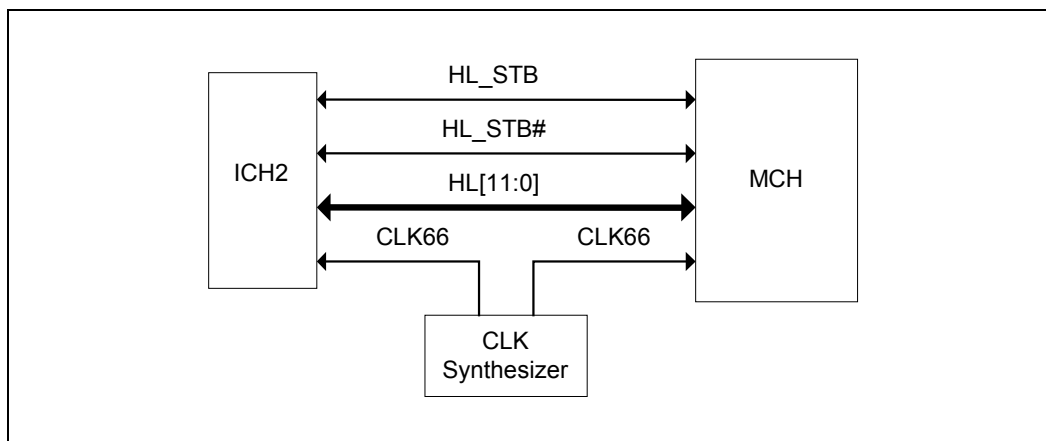 HL_STB
HL_STB#
ICH2
MCH
HL[11:0]
CLK66
CLK66
CLK
Synthesizer